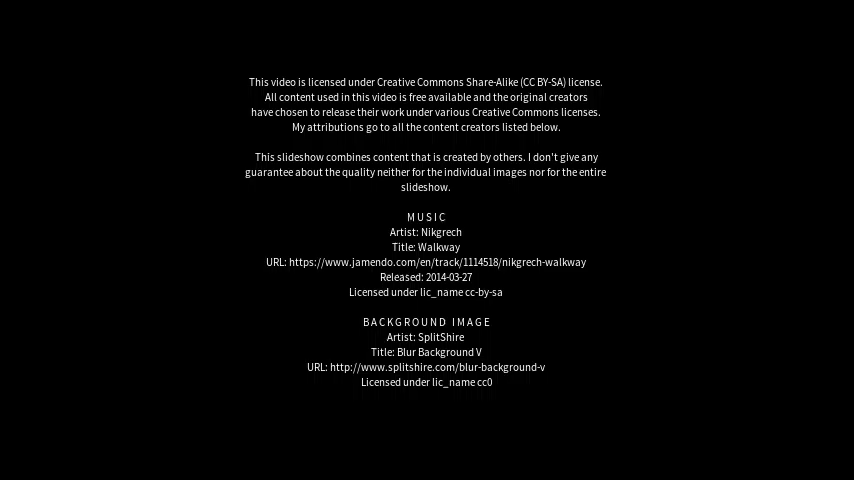 This video is licensed under Creative Commons Share-Alike (CC BY-SA) license.
All content used in this video is free available and the original creators
have chosen to release their work under various Creative Commons licenses.
My attributions go to all the content creators listed below.
This slideshow combines content that is created by others. I don't give any
guarantee about the quality neither for the individual images nor for the entire
slideshow.
M U S I C
Artist: Nikgrech
Title: Walkway
URL: https://www.jamendo.com/en/track/1114518/nikgrech-walkway
Released: 2014-03-27
Licensed under lic_name cc-by-sa
B A C K G R O U N D   I M A G E
Artist: SplitShire
Title: Blur Background V
URL: http://www.splitshire.com/blur-background-v
Licensed under lic_name cc0